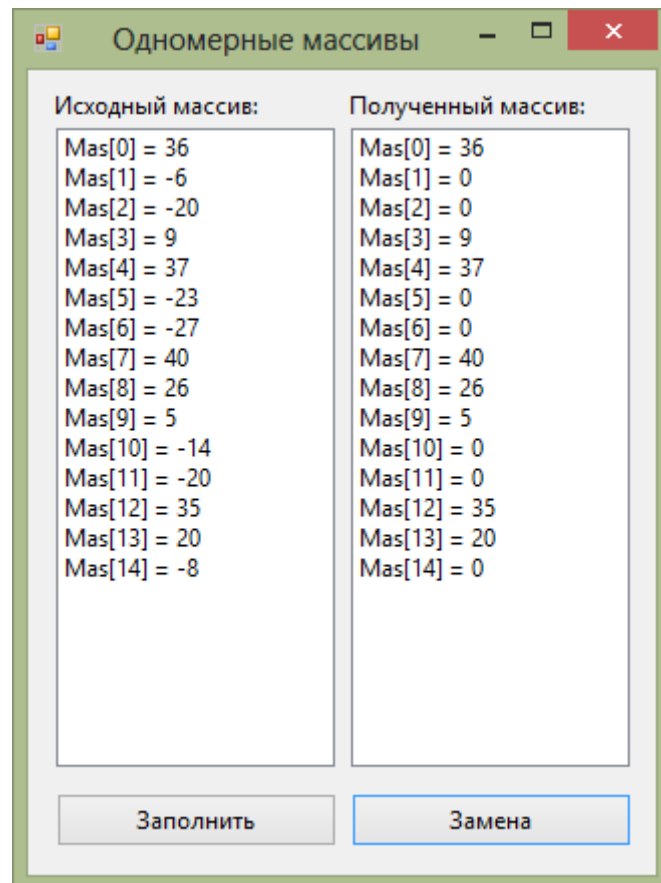 Одномерные массивы
Исходный массив:
Mas[0] = 36
Mas[1] = -6
Mas[2] = -20
Mas[3] = 9
Mas[4] = 37
Mas[5] = -23
Mas[6] = -27
Mas[7] = 40
Mas[8] = 26
Mas[9] = 5
Mas[10] = -14
Mas[11] = -20
Mas[12] = 35
Mas[13] = 20
Mas[14] = -8
Полученный массив:
Mas[0] = 36
Mas[1] = 0
Mas[2] = 0
Mas[3] = 9
Mas[4] = 37
Mas[5] = 0
Mas[6] = 0
Mas[7] = 40
Mas[8] = 26
Mas[9] = 5
Mas[10] = 0
Mas[11] = 0
Mas[12] = 35
Mas[13] = 20
Mas[14] = 0
Заполнить
Замена